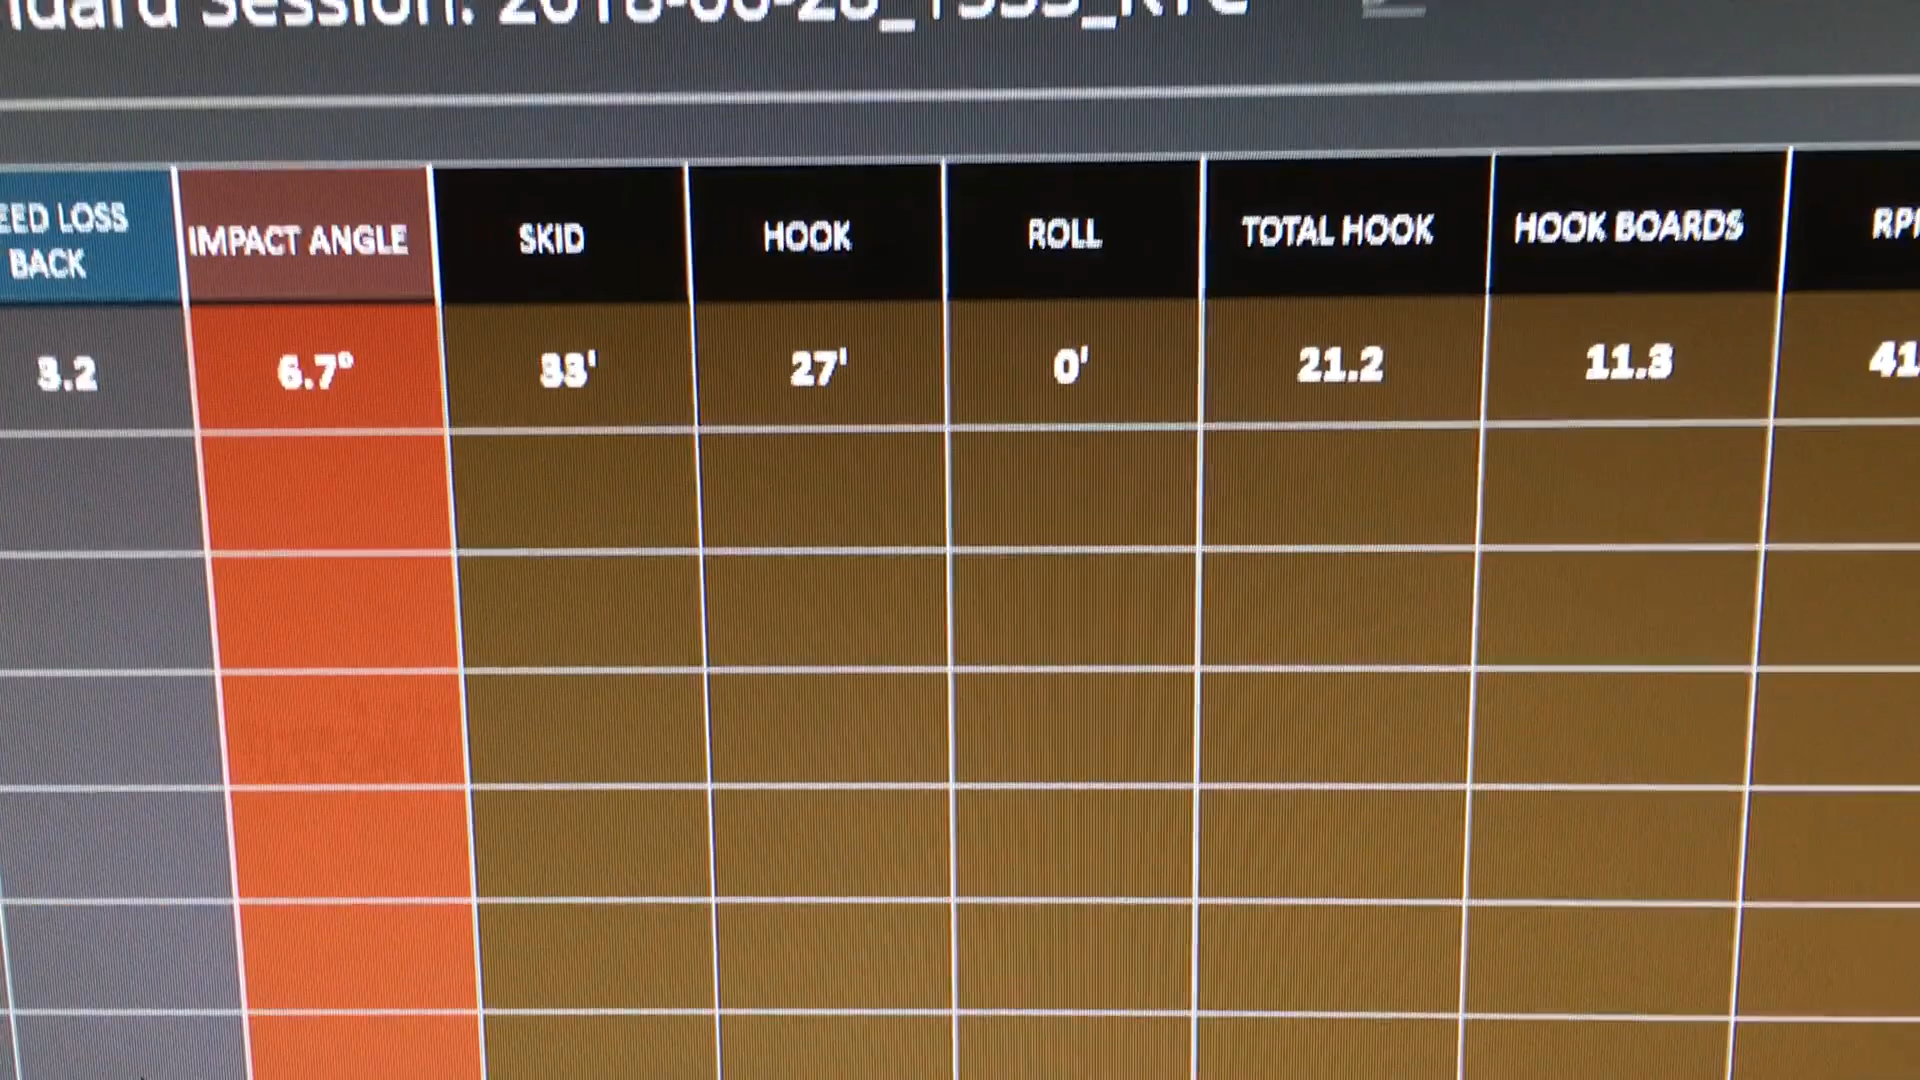 Session:
LOSS
BACK
IMPACT ANGLE
SKID
HOOK
ROLL
TOTAL HOOK
HOOK BOARDS
3.2
6.7°
33'
27'
0'
21.2
11.3